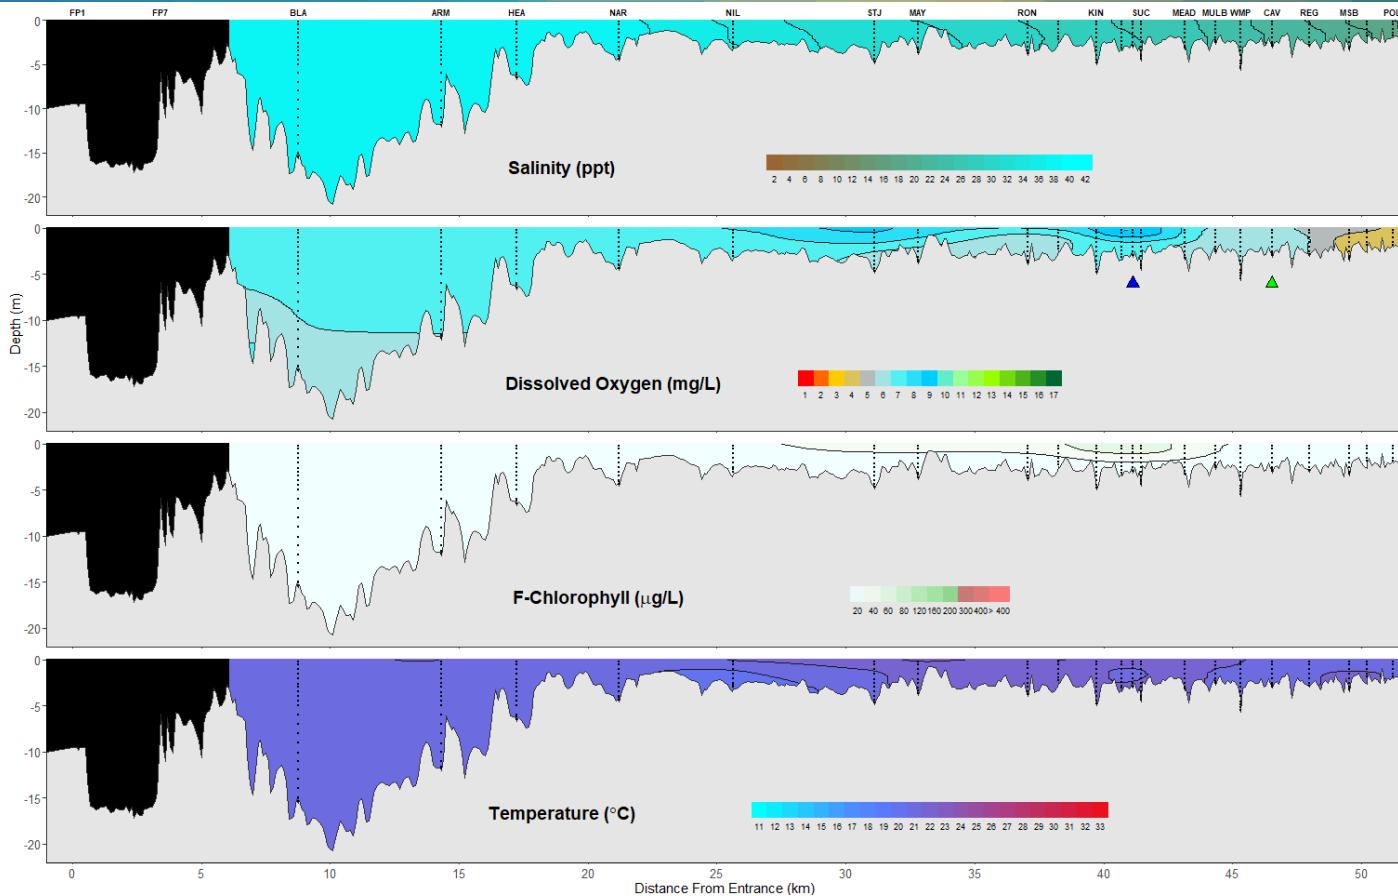 FP1 FP7 BLA ARM HEA NAR NIL STJ MAY RON KIN SUC MEAD MULB WMP CAV REG MSB POL
0
-5
-10
-15
-20
Salinity (ppt)
2 4 6 8 10 12 14 16 18 20 22 24 26 28 30 32 34 36 38 40 42
0
-5
-10
-15
-20
Dissolved Oxygen (mg/L)
1 2 3 4 5 6 7 8 9 10 11 12 13 14 15 16 17
Depth (m)
0
-5
-10
-15
-20
F-Chlorophyll (μg/L)
20 40 60 80 120 160 200 300 400 > 400
0
-5
-10
-15
-20
Temperature (°C)
11 12 13 14 15 16 17 18 19 20 21 22 23 24 25 26 27 28 29 30 31 32 33
0 5 10 15 20 25 30 35 40 45 50
Distance From Entrance (km)